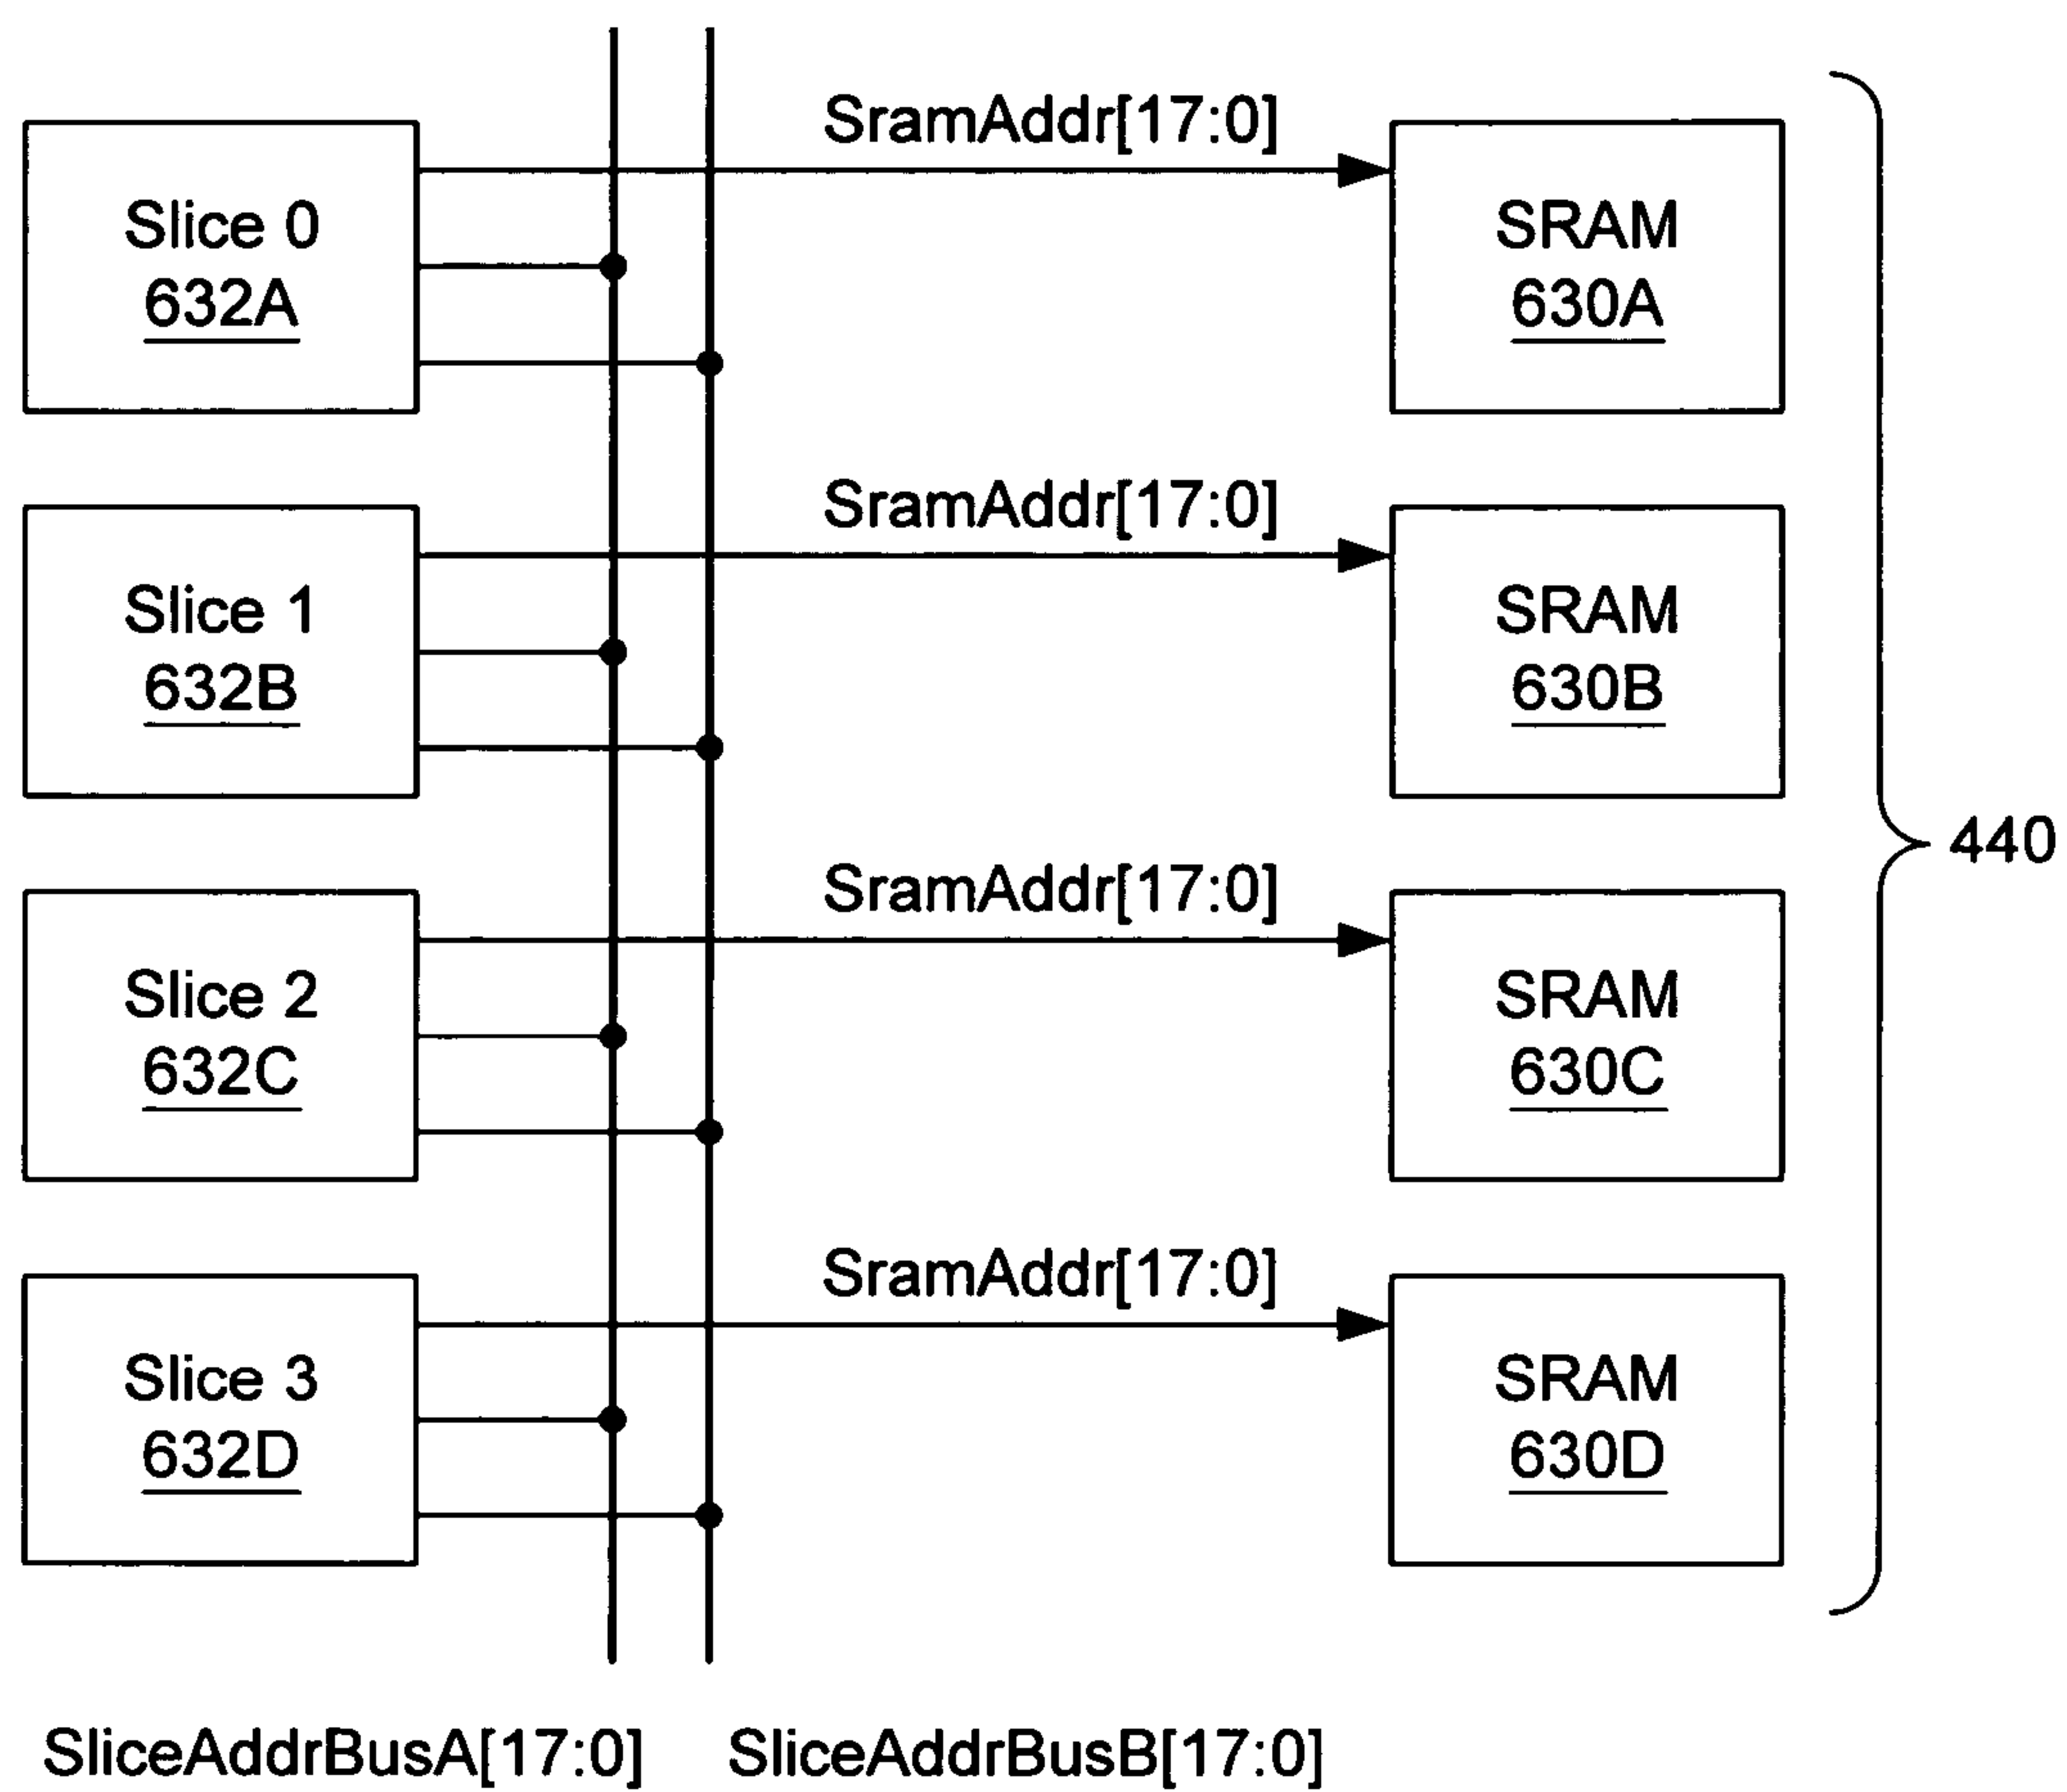 SramAddr[17:0]
Slice 0
632A
SRAM
630A
SramAddr[17:0]
Slice 1
632B
SRAM
630B
440
SramAddr[17:0]
Slice 2
632C
SRAM
630C
SramAddr[17:0]
Slice 3
632D
SRAM
630D
SliceAddrBusA[17:0]
SliceAddrBusB[17:0]